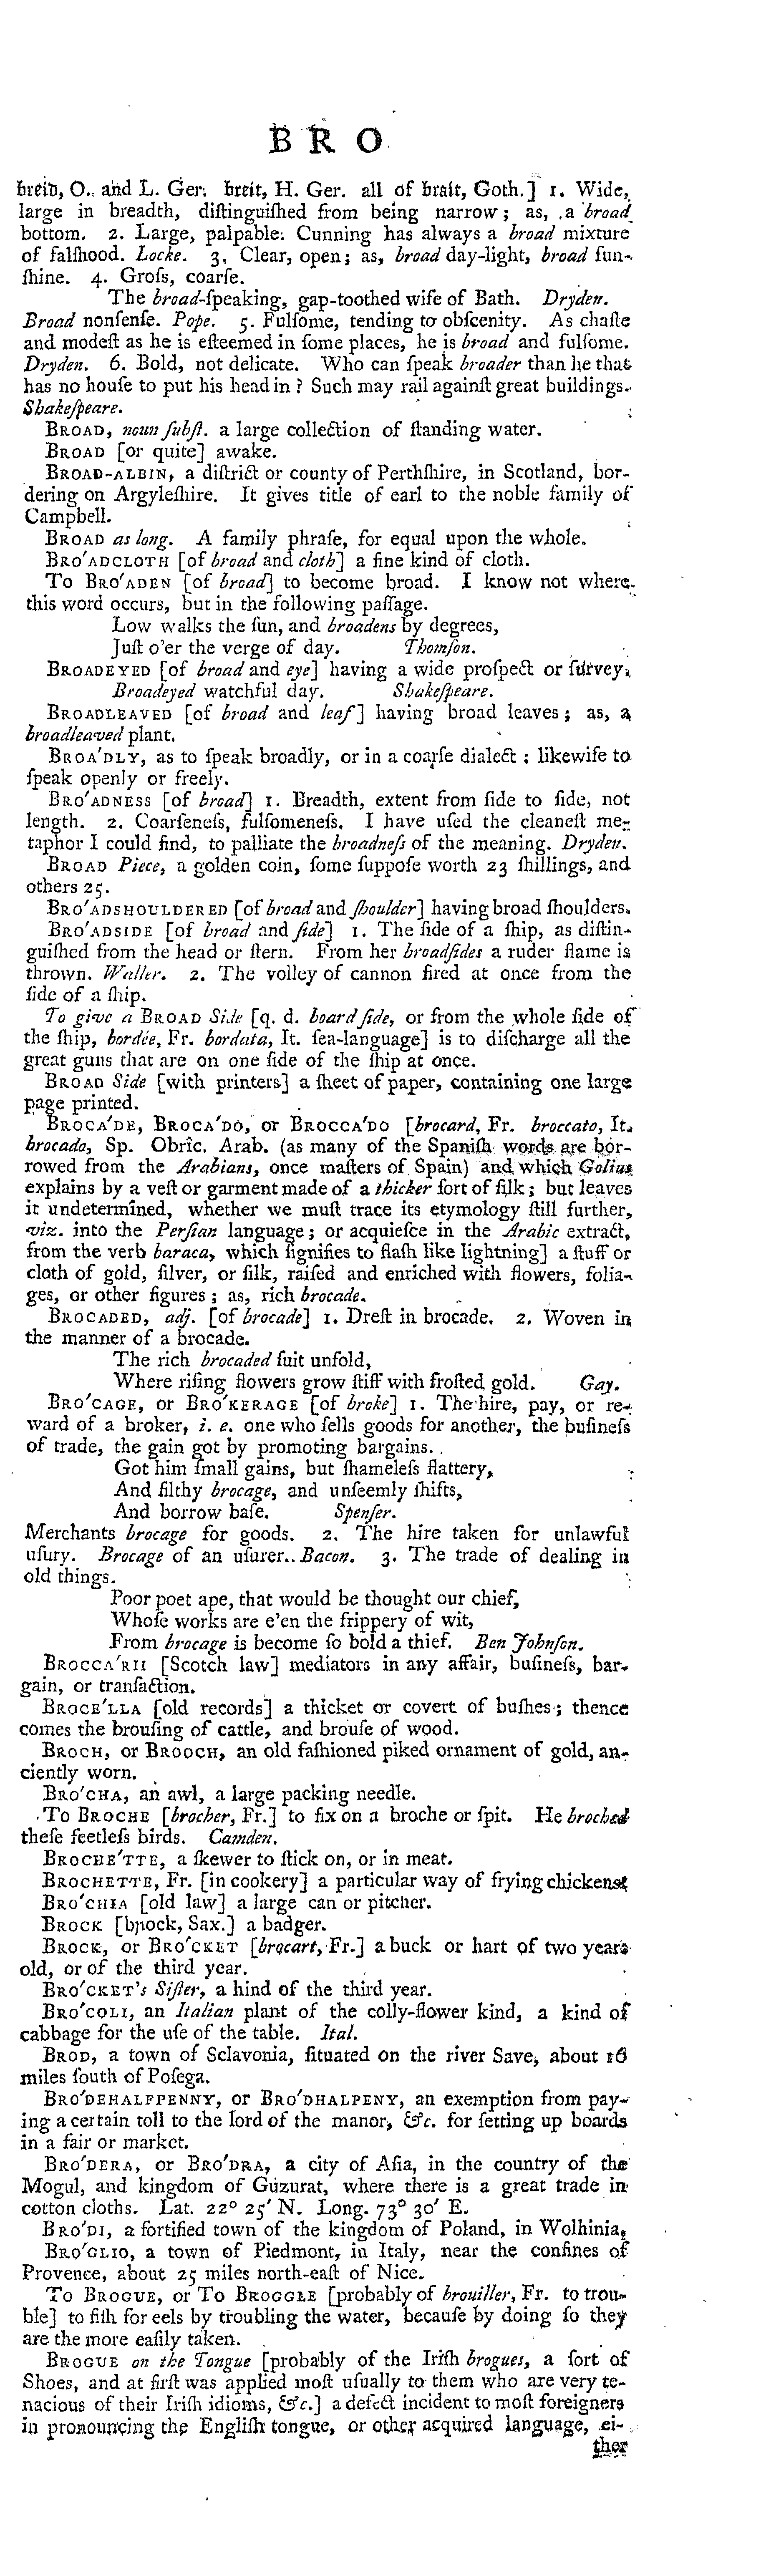 B R O
breid, O. and L. Ger. breit, H. Ger. all of brait, Goth.] 1. Wide,
large in breadth, diſtinguiſhed from being narrow; as, a broad
bottom. 2. Large, palpable. Cunning has always a broad mixture
of falſhood. Locke. 3. Clear, open; as, broad day-light, broad ſun-
ſhine. 4. Groſs, coarſe.
The broad-ſpeaking, gap-toothed wife of Bath. Dryden.
Broad nonſenſe. Pope. 5. Fulſome, tending to obſcenity. As chaſte
and modeſt as he is eſteemed in ſome places, he is broad and fulſome.
Dryden. 6. Bold, not delicate. Who can ſpeak broader than he that
has no houſe to put his head in? Such may rail againſt great buildings.
Shakeſpeare.
BROAD, noun ſubſt. a large collection of ſtanding water.
BROAD [or quite] awake.
BROAD-ALBIN, a diſtrict or county of Perthſhire, in Scotland, bor-
dering on Argyleſhire. It gives title of earl to the noble family of
Campbell.
BROAD as long. A family phraſe, for equal upon the whole.
BRO'ADCLOTH [of broad and cloth] a fine kind of cloth.
To BRO'ADEN [of broad] to become broad. I know not where
this word occurs, but in the following paſſage.
Low walks the ſun, and broadens by degrees,
Juſt o'er the verge of day. Thomſon.
BROADEYED [of broad and eye] having a wide proſpect or ſurvey.
Broadeyed watchful day. Shakeſpeare.
BROADLEAVED [of broad and leaf] having broad leaves; as, a
broadleaved plant.
BROA'DLY, as to ſpeak broadly, or in a coarſe dialect; likewiſe to
ſpeak openly or freely.
BRO'ADNESS [of broad] 1. Breadth, extent from ſide to ſide, not
length. 2. Coarſeneſs, fulſomeneſs. I have uſed the cleaneſt me-
taphor I could find, to palliate the broadneſs of the meaning. Dryden.
BROAD Piece, a golden coin, ſome ſuppoſe worth 23 ſhillings, and
others 25.
BRO'ADSHOULDERED [of broad and ſhoulder] having broad ſhoulders.
BRO'ADSIDE [of broad and ſide] 1. The ſide of a ſhip, as diſtin-
guiſhed from the head or ſtern. From her broadſides a ruder flame is
thrown. Waller. 2. The volley of cannon fired at once from the
ſide of a ſhip.
To give a BROAD Side [q. d. board ſide, or from the whole ſide of
the ſhip, bordée, Fr. bordata, It. ſea-language] is to diſcharge all the
great guns that are on one ſide of the ſhip at once.
BROAD Side [with printers] a ſheet of paper, containing one large
page printed.
BROCA'DE, BROCA'DO, or BROCCA'DO [brocard, Fr. broccato, It.
brocado, Sp. Obric. Arab. (as many of the Spaniſh words are bor-
rowed from the Arabians, once maſters of Spain) and which Golius
explains by a veſt or garment made of a thicker ſort of ſilk; but leaves
it undetermined, whether we muſt trace its etymology ſtill further,
viz. into the Perſian language; or acquieſce in the Arabic extract,
from the verb baraca, which ſignifies to flaſh like lightning] a ſtuff or
cloth of gold, ſilver, or ſilk, raiſed and enriched with flowers, folia-
ges, or other figures; as, rich brocade.
BROCADED, adj. [of brocade] 1. Dreſt in brocade. 2. Woven in
the manner of a brocade.
The rich brocaded ſuit unfold,
Where riſing flowers grow ſtiff with froſted gold. Gay.
BRO'CAGE, or BRO'KERAGE [of broke] 1. The hire, pay, or re-
ward of a broker, i. e. one who ſells goods for another, the buſineſs
of trade, the gain got by promoting bargains.
Got him ſmall gains, but ſhameleſs flattery,
And filthy brocage, and unſeemly ſhifts,
And borrow baſe. Spenſer.
Merchants brocage for goods. 2. The hire taken for unlawful
uſury. Brocage of an uſurer. Bacon. 3. The trade of dealing in
old things.
Poor poet ape, that would be thought our chief,
Whoſe works are e'en the frippery of wit,
From brocage is become ſo bold a thief. Ben Johnſon.
BROCCA'RII [Scotch law] mediators in any affair, buſineſs, bar-
gain, or tranſaction.
BROCE'LLA [old records] a thicket or covert of buſhes; thence
comes the brouſing of cattle, and brouſe of wood.
BROCH, or BROOCH, an old faſhioned piked ornament of gold, an-
ciently worn.
BRO'CHA, an awl, a large packing needle.
To BROCHE [brocher, Fr.] to fix on a broche or ſpit. He broched
theſe feetleſs birds. Camden.
BROCHE'TTE, a ſkewer to ſtick on, or in meat.
BROCHETTE, Fr. [in cookery] a particular way of frying chickens.
BRO'CHIA [old law] a large can or pitcher.
BROCK [bꞃock, Sax.] a badger.
BROCK, or BRO'CKET [brocart, Fr.] a buck or hart of two years
old, or of the third year.
BRO'CKET's Siſter, a hind of the third year.
BRO'COLI, an Italian plant of the colly-flower kind, a kind of
cabbage for the uſe of the table. Ital.
BROD, a town of Sclavonia, ſituated on the river Save, about 16
miles ſouth of Poſega.
BRO'DEHALFPENNY, or BRO'DHALPENY, an exemption from pay-
ing a certain toll to the lord of the manor, &c. for ſetting up boards
in a fair or market.
BRO'DERA, or BRO'DRA, a city of Aſia, in the country of the
Mogul, and kingdom of Guzurat, where there is a great trade in
cotton cloths. Lat. 22° 25′ N. Long. 73° 30′ E.
BRO'DI, a fortified town of the kingdom of Poland, in Wolhinia.
BRO'GLIO, a town of Piedmont, in Italy, near the confines of
Provence, about 25 miles north-eaſt of Nice.
To BROGUE, or To BROGGLE [probably of brouiller, Fr. to trou-
ble] to fiſh for eels by troubling the water, becauſe by doing ſo they
are the more eaſily taken.
BROGUE on the Tongue [probably of the Iriſh brogues, a ſort of
Shoes, and at firſt was applied moſt uſually to them who are very te-
nacious of their Iriſh idioms, &c.] a defect incident to moſt foreigners
in pronouncing the Engliſh tongue, or other acquired language, ei-
ther